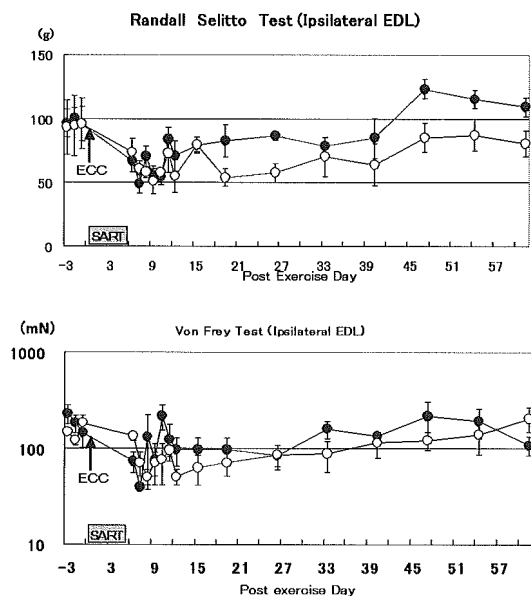 Randall Selitto Test (Ipsilateral EDL)
(g)
150
100
50
0
ECC
SART
-3 3 9 15 21 27 33 39 45 51 57
Post Exercise Day
Von Frey Test (Ipsilateral EDL)
(mN)
1000
100
10
ECC
SART
-3 3 9 15 21 27 33 39 45 51 57
Post exercise Day